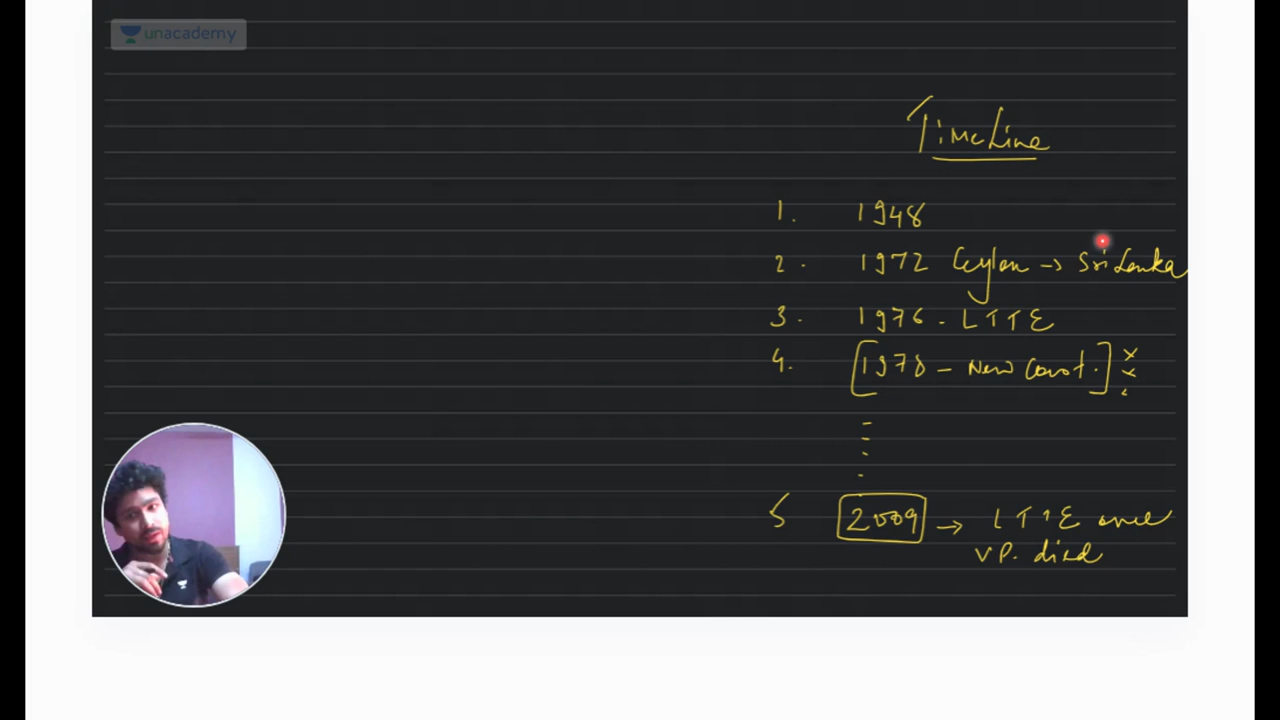 unacademy
TimeLine
1. 1948
2. 1972 Ceylon → Sri Lanka
3. 1976 - LTTE
4. [1978 - New Const.]
5 2009 → LTTE over
VP. died